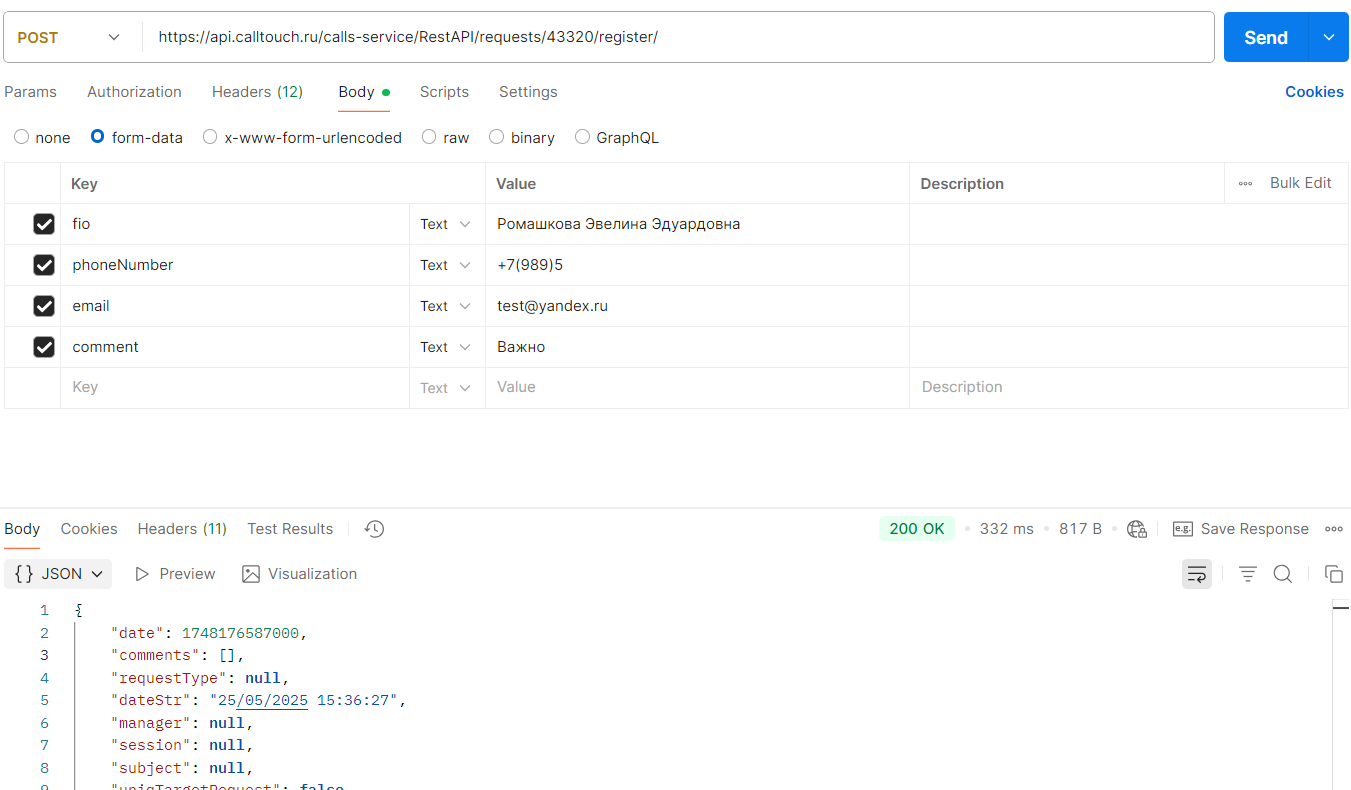 POST https://api.calltouch.ru/calls-service/RestAPI/requests/43320/register/ Send
Params Authorization Headers (12) Body Scripts Settings Cookies
none form-data x-www-form-urlencoded raw binary GraphQL
Key Value Description Bulk Edit
fio Text Ромашкова Эвелина Эдуардовна
phoneNumber Text +7(989)5
email Text test@yandex.ru
comment Text Важно
Key Text Value Description
Body Cookies Headers (11) Test Results 200 OK 332 ms 817 B e.g. Save Response
{} JSON Preview Visualization
1 {
2 "date": 1748176587000,
3 "comments": [],
4 "requestType": null,
5 "dateStr": "25/05/2025 15:36:27",
6 "manager": null,
7 "session": null,
8 "subject": null,
9 "uniqTargetRequest": false